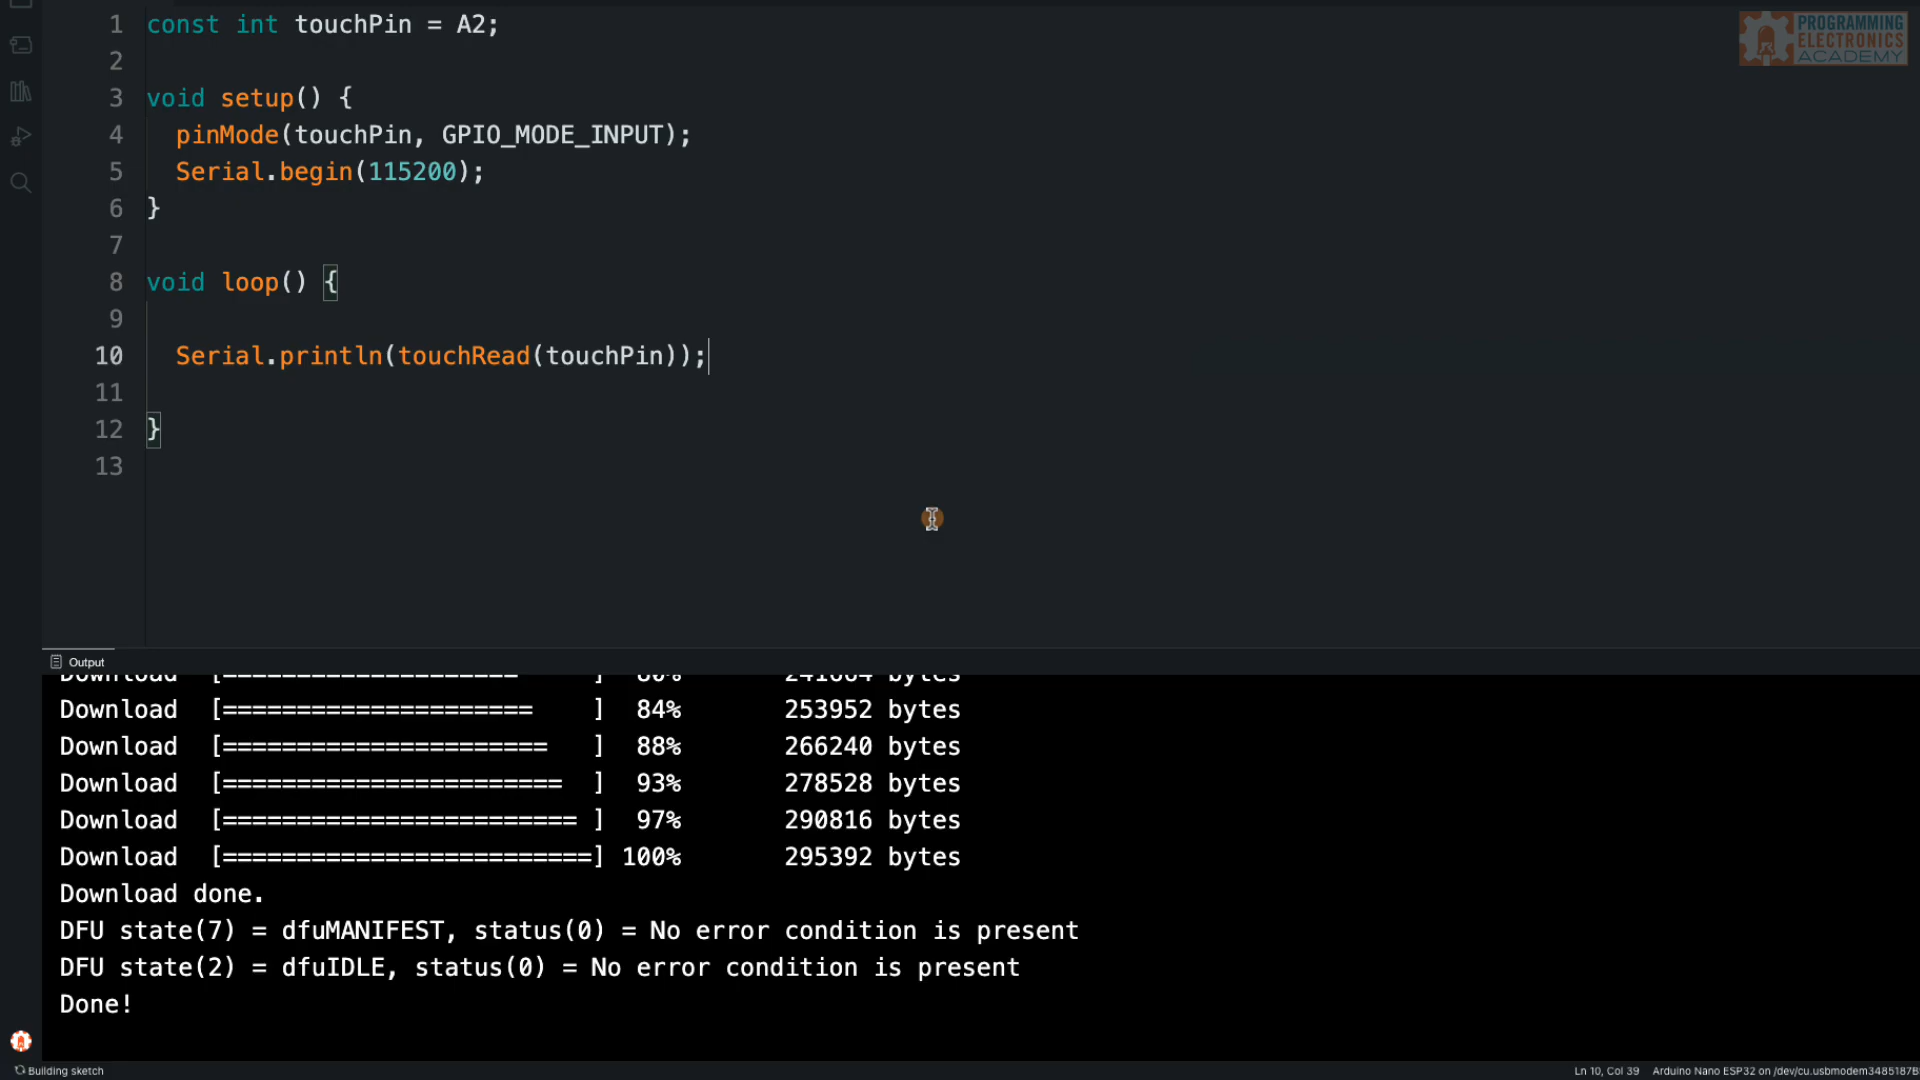 PROGRAMMING
ELECTRONICS
ACADEMY
1 const int touchPin = A2;
2
3 void setup() {
4 pinMode(touchPin, GPIO_MODE_INPUT);
5 Serial.begin(115200);
6 }
7
8 void loop() {
9
10 Serial.println(touchRead(touchPin));
11
12 }
13
Output
Download [==================== ] 80% 241664 bytes
Download [===================== ] 84% 253952 bytes
Download [====================== ] 88% 266240 bytes
Download [======================= ] 93% 278528 bytes
Download [======================== ] 97% 290816 bytes
Download [=========================] 100% 295392 bytes
Download done.
DFU state(7) = dfuMANIFEST, status(0) = No error condition is present
DFU state(2) = dfuIDLE, status(0) = No error condition is present
Done!
Building sketch
Ln 10, Col 39 Arduino Nano ESP32 on /dev/cu.usbmodem3485187B